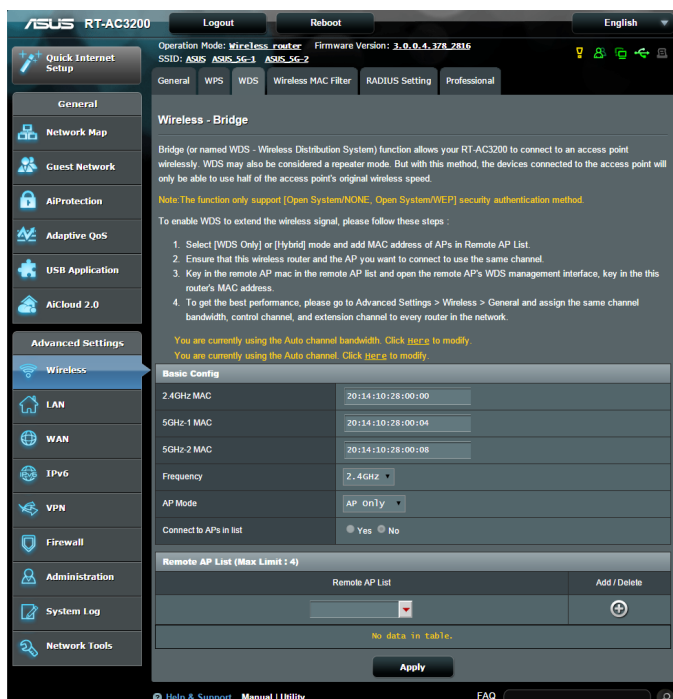 ASUS RT-AC3200
Logout
Reboot
English
Quick Internet Setup
Operation Mode: Wireless router Firmware Version: 3.0.0.4.378_2816
SSID: ASUS ASUS_5G-1 ASUS_5G-2
General
WPS
WDS
Wireless MAC Filter
RADIUS Setting
Professional
General
Network Map
Guest Network
AiProtection
Adaptive QoS
USB Application
AiCloud 2.0
Advanced Settings
Wireless
LAN
WAN
IPv6
VPN
Firewall
Administration
System Log
Network Tools
Wireless - Bridge
Bridge (or named WDS - Wireless Distribution System) function allows your RT-AC3200 to connect to an access point
wirelessly. WDS may also be considered a repeater mode. But with this method, the devices connected to the access point will
only be able to use half of the access point's original wireless speed.
Note:The function only support [Open System/NONE, Open System/WEP] security authentication method.
To enable WDS to extend the wireless signal, please follow these steps :
1. Select [WDS Only] or [Hybrid] mode and add MAC address of APs in Remote AP List.
2. Ensure that this wireless router and the AP you want to connect to use the same channel.
3. Key in the remote AP mac in the remote AP list and open the remote AP's WDS management interface, key in the this
router's MAC address.
4. To get the best performance, please go to Advanced Settings > Wireless > General and assign the same channel
bandwidth, control channel, and extension channel to every router in the network.
You are currently using the Auto channel bandwidth. Click Here to modify.
You are currently using the Auto channel. Click Here to modify.
Basic Config
2.4GHz MAC 20:14:10:28:00:00
5GHz-1 MAC 20:14:10:28:00:04
5GHz-2 MAC 20:14:10:28:00:08
Frequency 2.4GHz
AP Mode AP Only
Connect to APs in list Yes No
Remote AP List (Max Limit : 4)
Remote AP List Add / Delete
No data in table.
Apply
Help & Support Manual | Utility FAQ